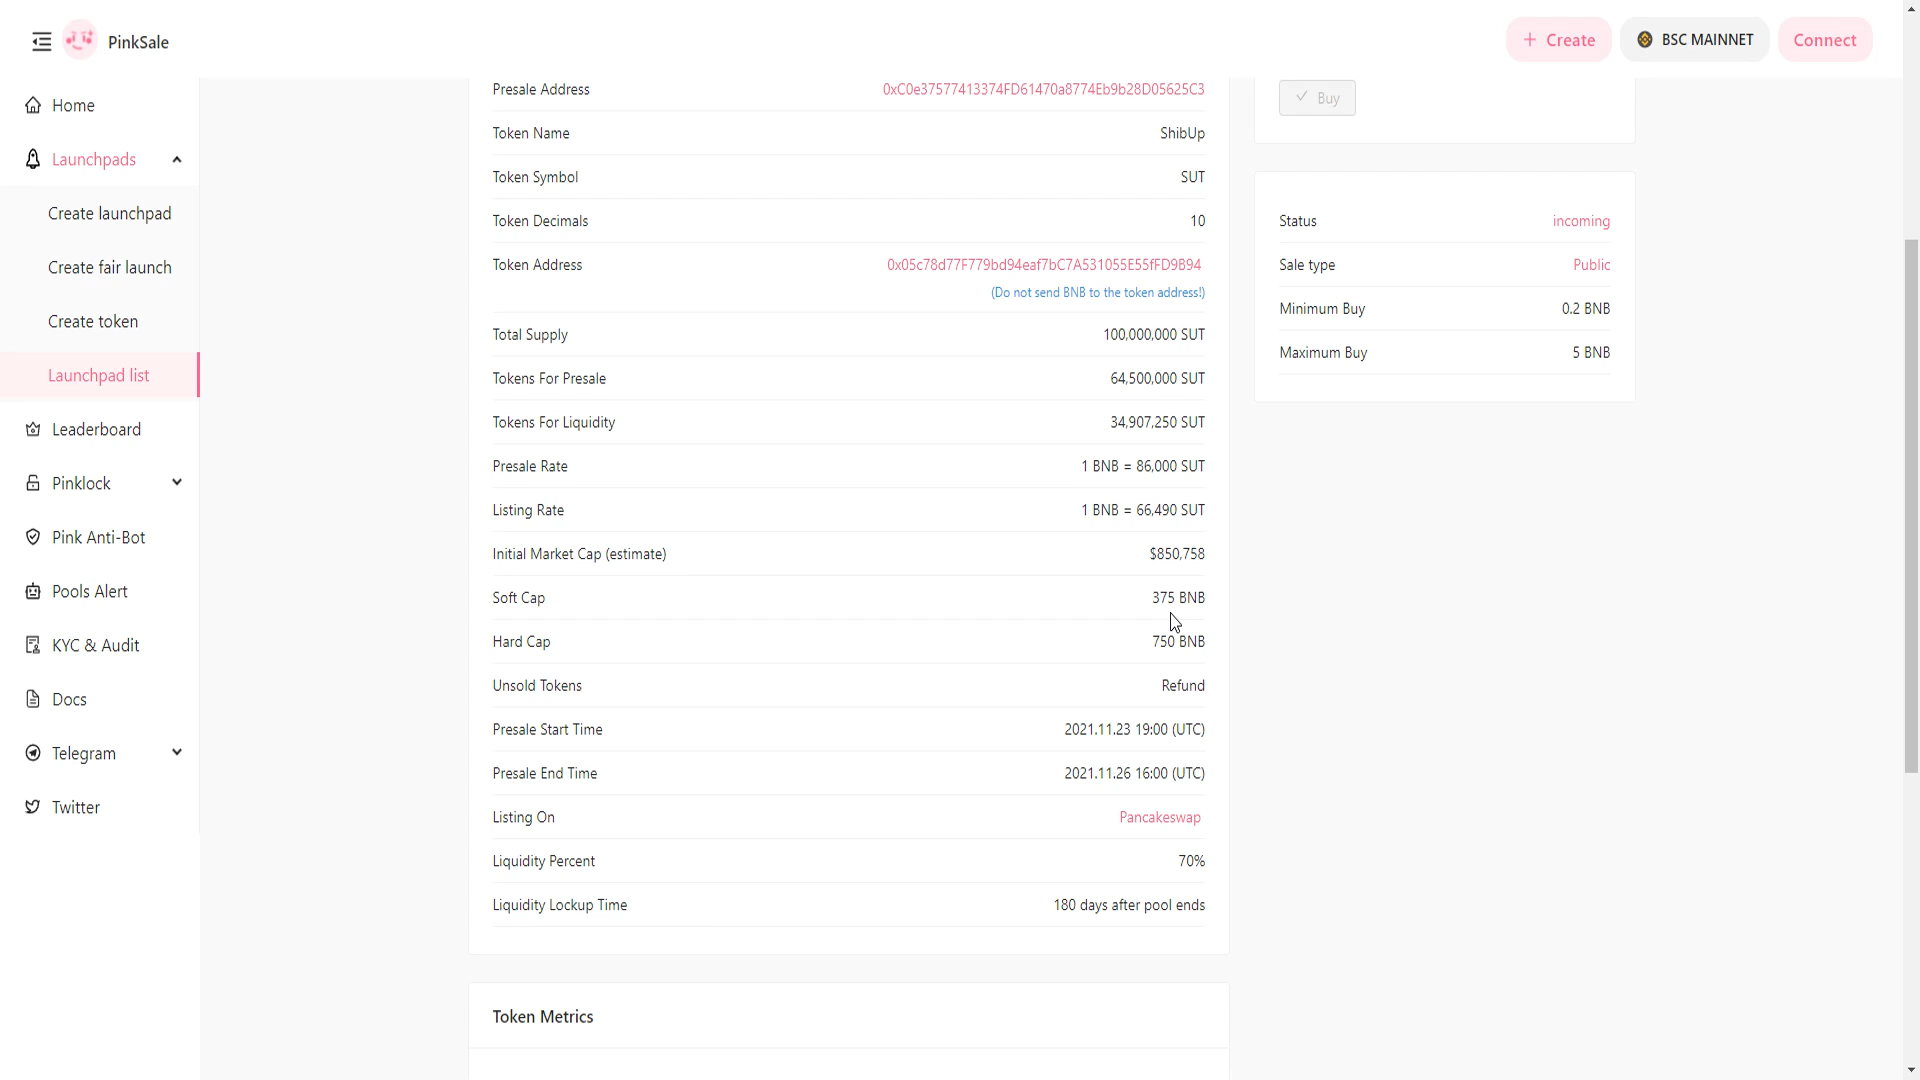 PinkSale
+ Create
BSC MAINNET
Connect
Home
Launchpads
Create launchpad
Create fair launch
Create token
Launchpad list
Leaderboard
Pinklock
Pink Anti-Bot
Pools Alert
KYC & Audit
Docs
Telegram
Twitter
Presale Address 0xC0e37577413374FD61470a8774Eb9b28D05625C3
Token Name ShibUp
Token Symbol SUT
Token Decimals 10
Token Address 0x05c78d77F779bd94eaf7bC7A531055E55fFD9B94
(Do not send BNB to the token address!)
Total Supply 100,000,000 SUT
Tokens For Presale 64,500,000 SUT
Tokens For Liquidity 34,907,250 SUT
Presale Rate 1 BNB = 86,000 SUT
Listing Rate 1 BNB = 66,490 SUT
Initial Market Cap (estimate) $850,758
Soft Cap 375 BNB
Hard Cap 750 BNB
Unsold Tokens Refund
Presale Start Time 2021.11.23 19:00 (UTC)
Presale End Time 2021.11.26 16:00 (UTC)
Listing On Pancakeswap
Liquidity Percent 70%
Liquidity Lockup Time 180 days after pool ends
Token Metrics
Buy
Status incoming
Sale type Public
Minimum Buy 0.2 BNB
Maximum Buy 5 BNB